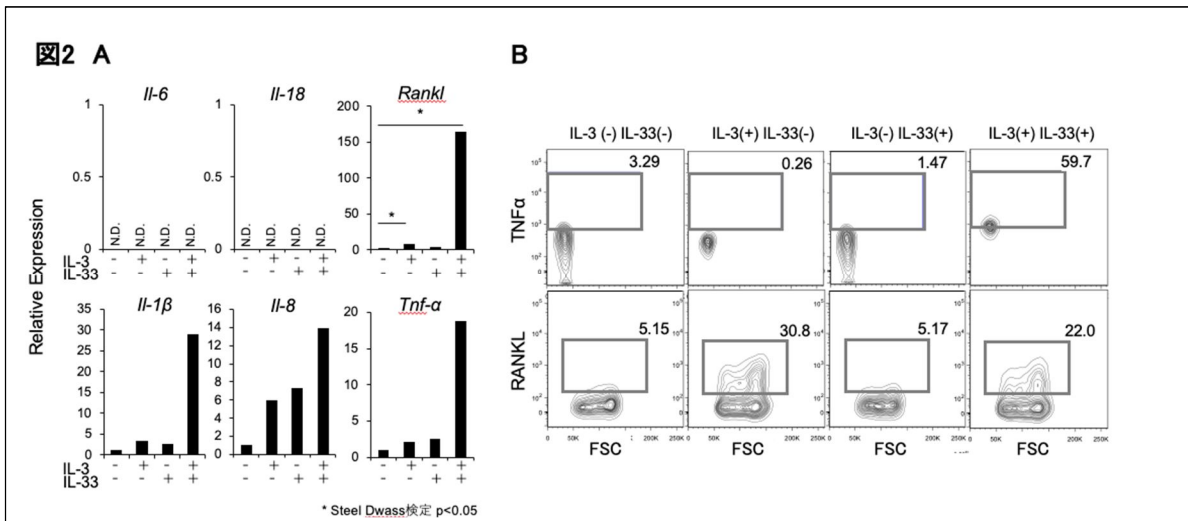 図2 A
B
Il-6
Il-18
Rankl
1
0.5
0
N.D. N.D. N.D. N.D.
1
0.5
0
N.D. N.D. N.D. N.D.
200
150
100
50
0
*
*
IL-3 - + - + - + - + - + - +
IL-33 - - + + - - + + - - + +
Relative Expression
Il-1β
Il-8
Tnf-α
35
30
25
20
15
10
5
0
16
14
12
10
8
6
4
2
0
20
15
10
5
0
IL-3 - + - + - + - + - + - +
IL-33 - - + + - - + + - - + +
* Steel Dwass検定 p<0.05
IL-3 (-) IL-33(-)
IL-3(+) IL-33(-)
IL-3(-) IL-33(+)
IL-3(+) IL-33(+)
TNFα
3.29
0.26
1.47
59.7
RANKL
5.15
30.8
5.17
22.0
FSC
FSC
FSC
FSC